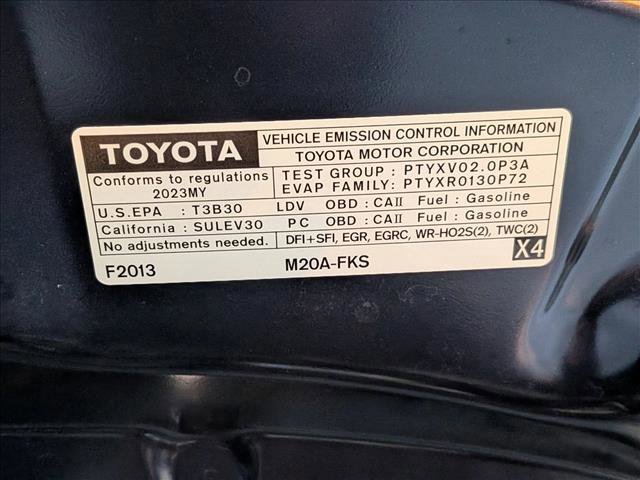 TOYOTA
VEHICLE EMISSION CONTROL INFORMATION
TOYOTA MOTOR CORPORATION
Conforms to regulations
2023MY
TEST GROUP : PTYXV02.0P3A
EVAP FAMILY: PTYXR0130P72
U.S.EPA : T3B30 LDV OBD : CAII Fuel : Gasoline
California : SULEV30 PC OBD : CAII Fuel : Gasoline
No adjustments needed. DFI+SFI, EGR, EGRC, WR-HO2S(2), TWC(2)
F2013 M20A-FKS X4